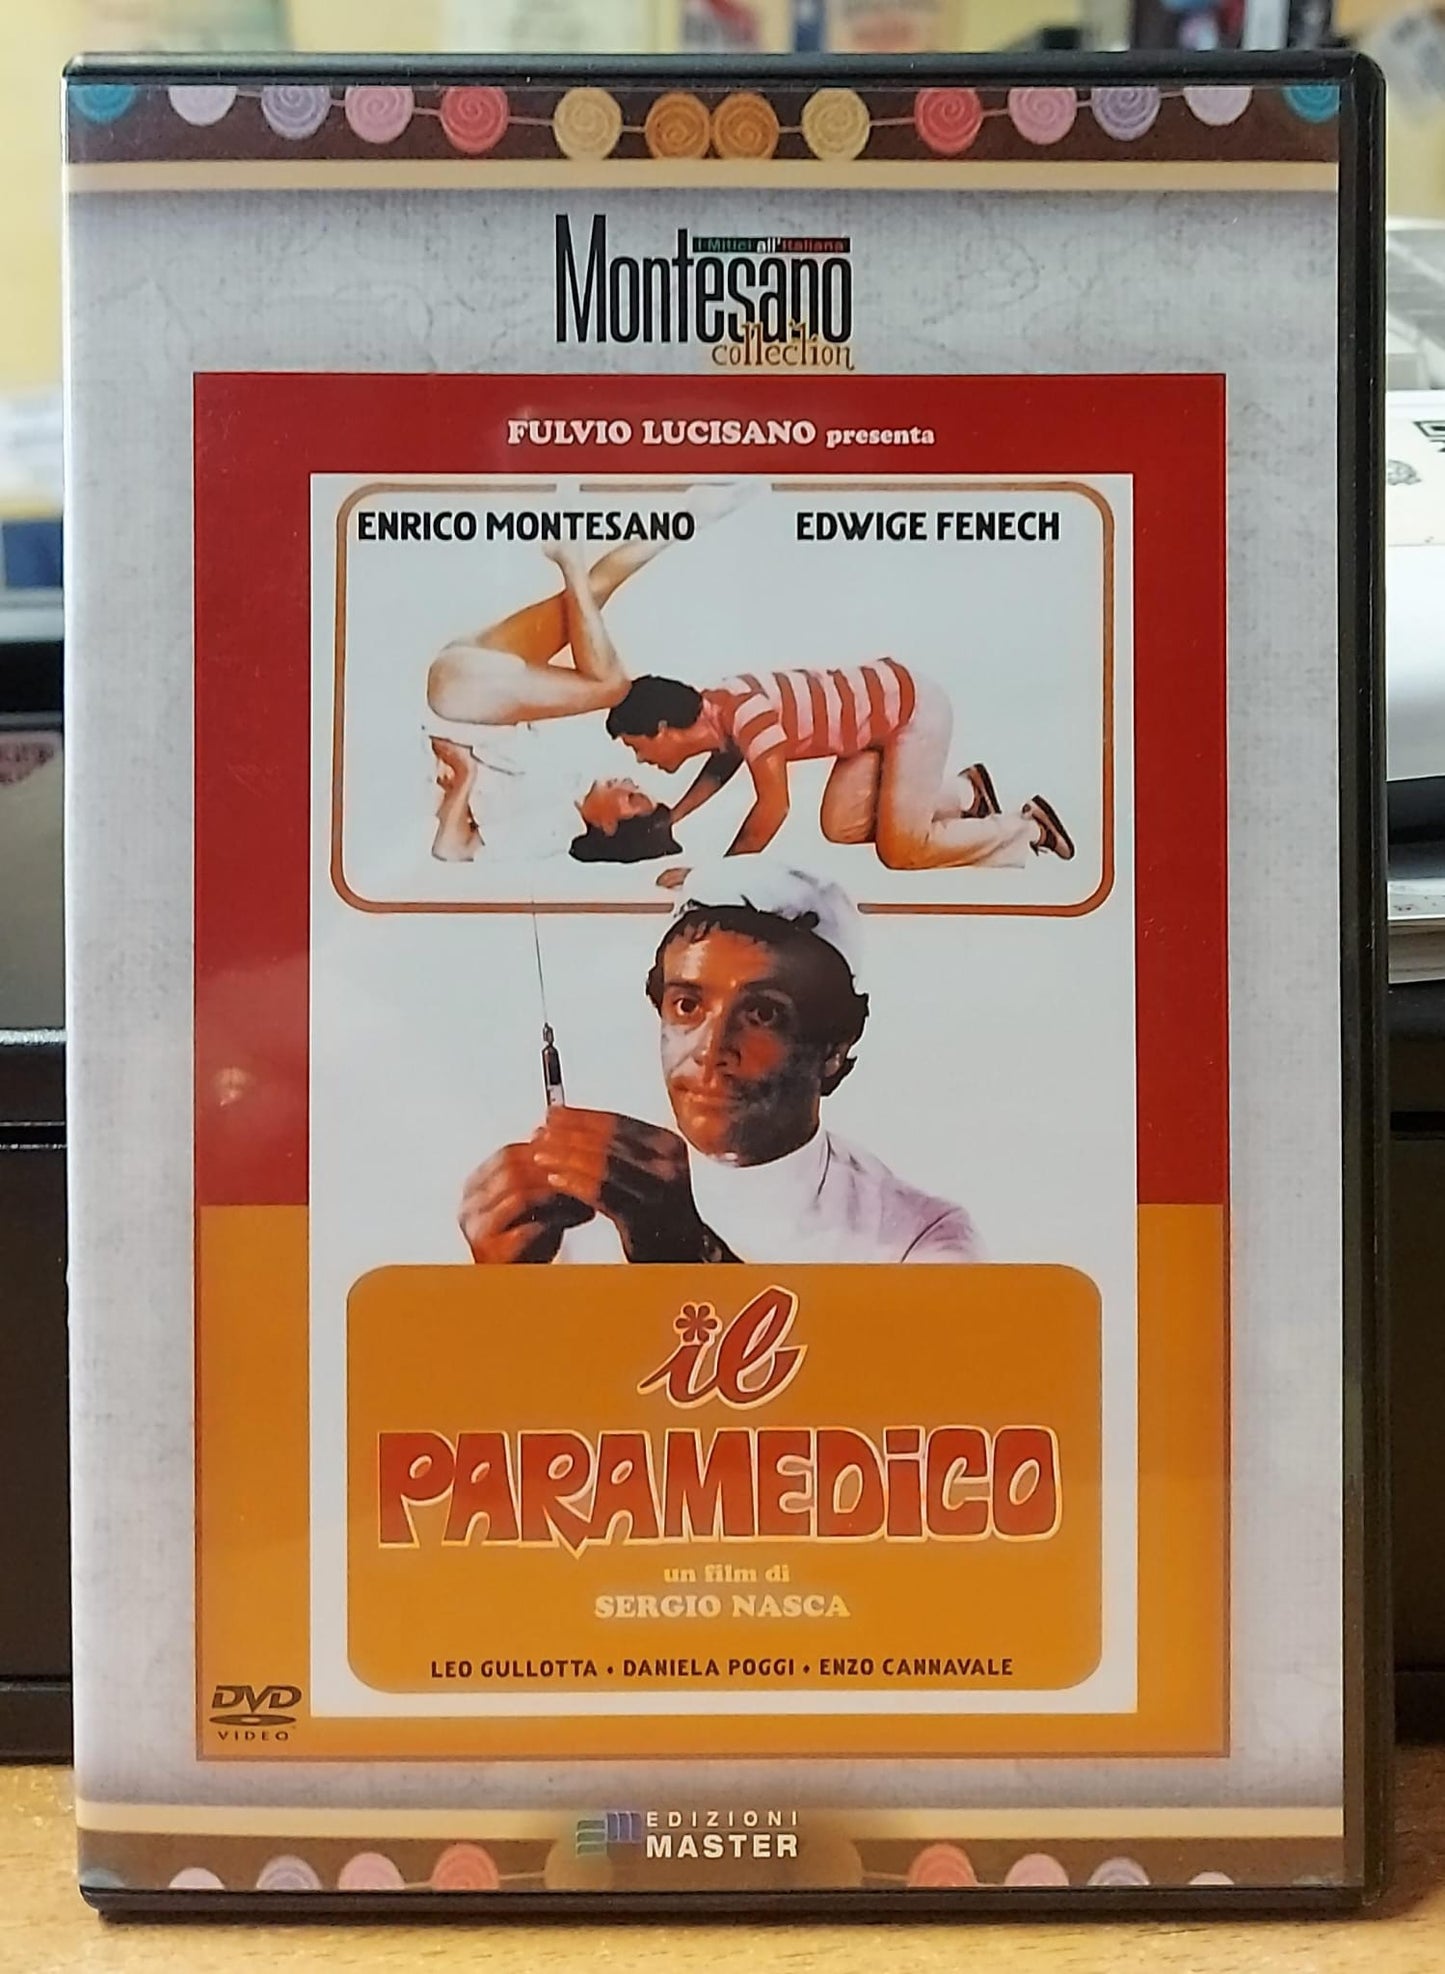 I Mitici all'Italiana
Montesano
collection
FULVIO LUCISANO presenta
ENRICO MONTESANO
EDWIGE FENECH
il
PARAMEDiCO
un film di
SERGIO NASCA
LEO GULLOTTA • DANIELA POGGI • ENZO CANNAVALE
DVD
VIDEO
EM EDIZIONI
MASTER